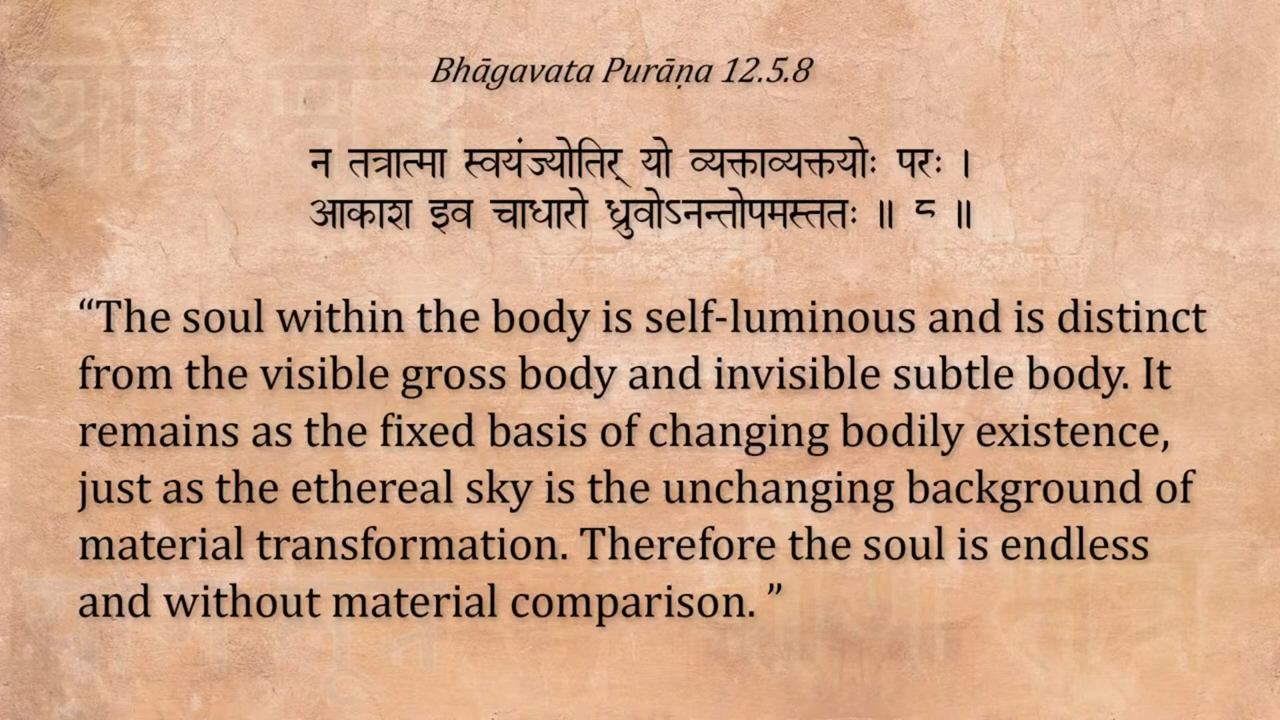 Bhāgavata Purāṇa 12.5.8
न तत्रात्मा स्वयंज्योतिर् यो व्यक्ताव्यक्तयोः परः ।
आकाश इव चाधारो ध्रुवोऽनन्तोपमस्ततः ॥ ८ ॥
“The soul within the body is self-luminous and is distinct
from the visible gross body and invisible subtle body. It
remains as the fixed basis of changing bodily existence,
just as the ethereal sky is the unchanging background of
material transformation. Therefore the soul is endless
and without material comparison. ”